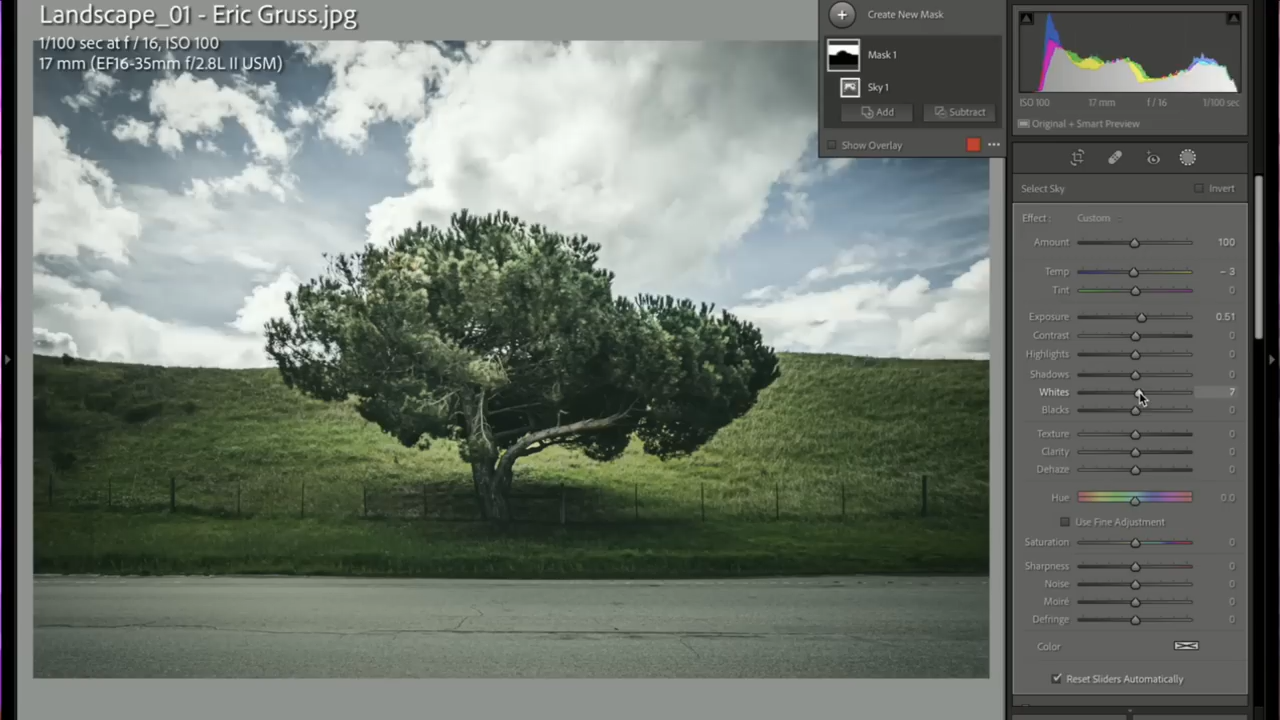 Landscape_01 - Eric Gruss.jpg
1/100 sec at f / 16, ISO 100
17 mm (EF16-35mm f/2.8L II USM)
Create New Mask
Mask 1
Sky 1
Add Subtract
Show Overlay
ISO 100 17 mm f / 16 1/100 sec
Original + Smart Preview
Select Sky Invert
Effect : Custom
Amount 100
Temp – 3
Tint 0
Exposure 0.51
Contrast 0
Highlights 0
Shadows 0
Whites 7
Blacks 0
Texture 0
Clarity 0
Dehaze 0
Hue 0.0
Use Fine Adjustment
Saturation 0
Sharpness 0
Noise 0
Moiré 0
Defringe 0
Color
Reset Sliders Automatically